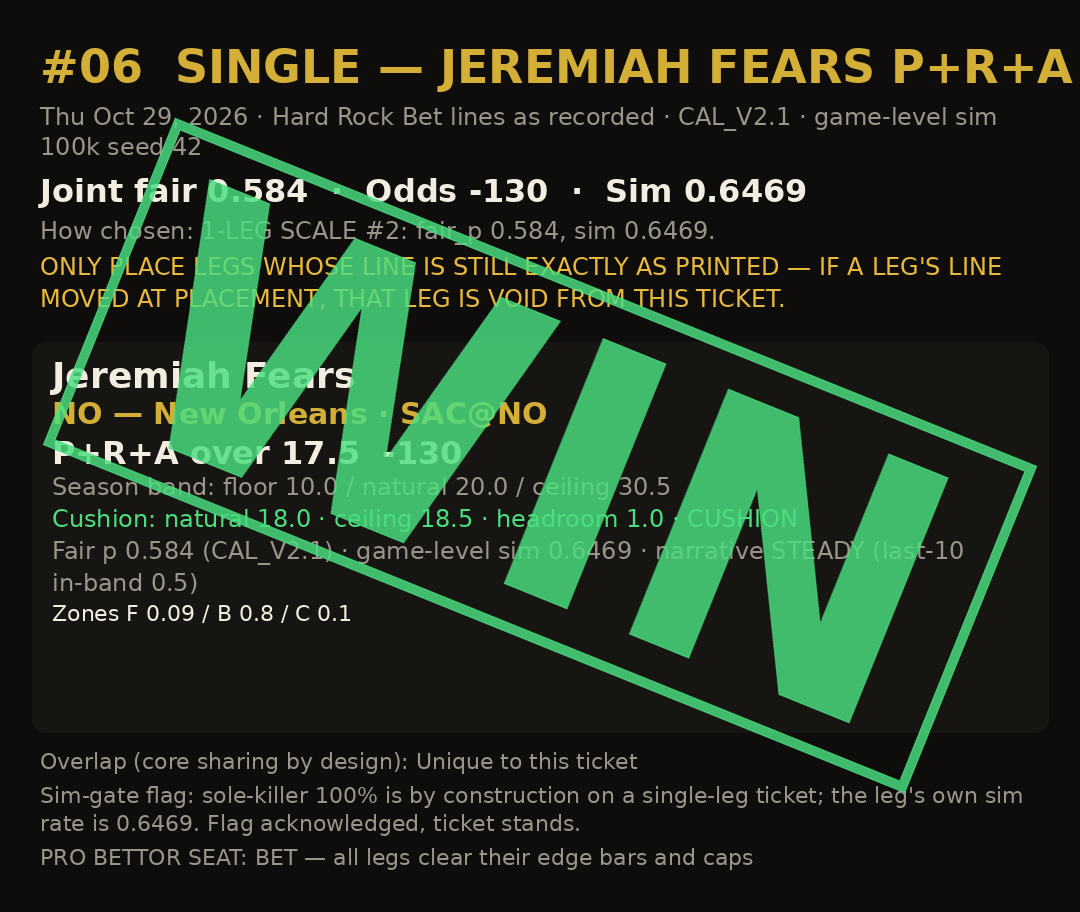 #06 SINGLE — JEREMIAH FEARS P+R+A
Thu Oct 29, 2026 · Hard Rock Bet lines as recorded · CAL_V2.1 · game-level sim
100k seed 42
Joint fair 0.584 · Odds -130 · Sim 0.6469
How chosen: 1-LEG SCALE #2: fair_p 0.584, sim 0.6469.
ONLY PLACE LEGS WHOSE LINE IS STILL EXACTLY AS PRINTED — IF A LEG'S LINE
MOVED AT PLACEMENT, THAT LEG IS VOID FROM THIS TICKET.
Jeremiah Fears
NO — New Orleans · SAC@NO
P+R+A over 17.5 -130
Season band: floor 10.0 / natural 20.0 / ceiling 30.5
Cushion: natural 18.0 · ceiling 18.5 · headroom 1.0 · CUSHION
Fair p 0.584 (CAL_V2.1) · game-level sim 0.6469 · narrative STEADY (last-10
in-band 0.5)
Zones F 0.09 / B 0.8 / C 0.1
WIN
Overlap (core sharing by design): Unique to this ticket
Sim-gate flag: sole-killer 100% is by construction on a single-leg ticket; the leg's own sim
rate is 0.6469. Flag acknowledged, ticket stands.
PRO BETTOR SEAT: BET — all legs clear their edge bars and caps